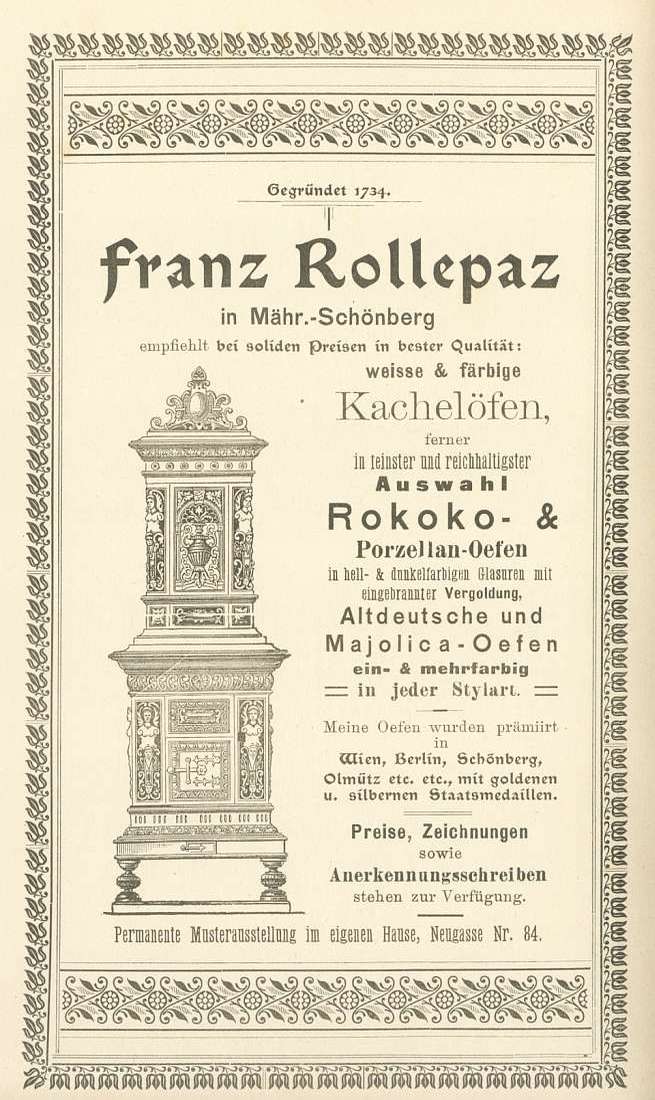 Gegründet 1734.
Franz Rollepaz
in Mähr.-Schönberg
empfiehlt bei soliden Preisen in bester Qualität:
weisse & färbige
Kachelöfen,
ferner
in feinster und reichhaltigster
Auswahl
Rokoko- &
Porzellan-Oefen
in hell- & dunkelfarbigen Glasuren mit
eingebrannter Vergoldung,
Altdeutsche und
Majolica-Oefen
ein- & mehrfarbig
in jeder Stylart.
Meine Oefen wurden prämiirt
in
Wien, Berlin, Schönberg,
Olmütz etc. etc., mit goldenen
u. silbernen Staatsmedaillen.
Preise, Zeichnungen
sowie
Anerkennungsschreiben
stehen zur Verfügung.
Permanente Musterausstellung im eigenen Hause, Neugasse Nr. 84.